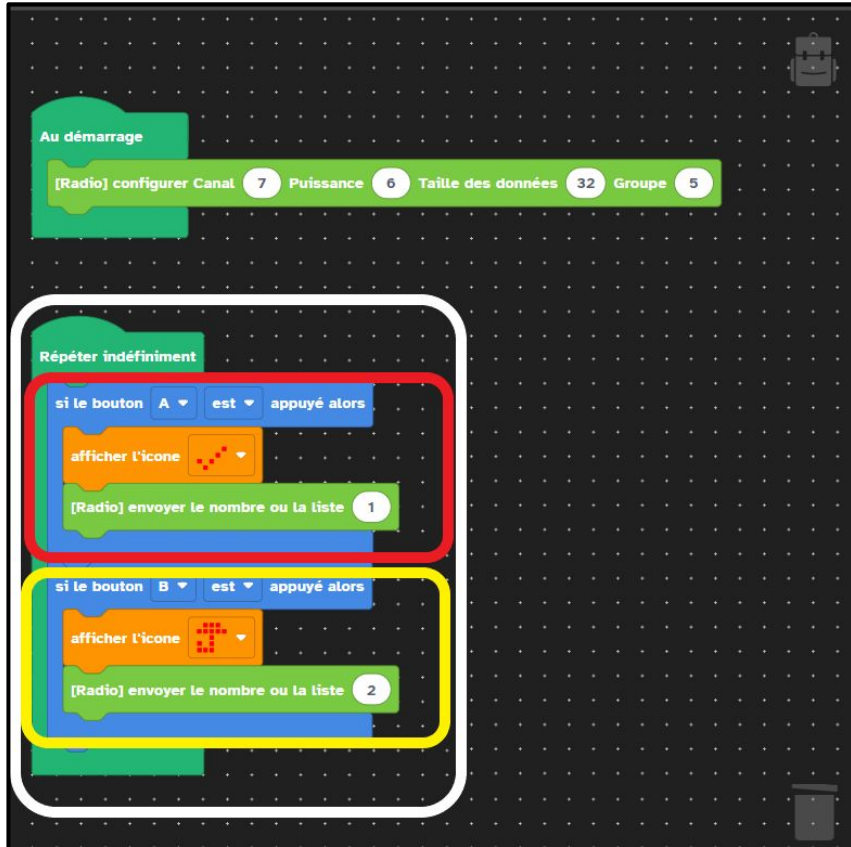 Au démarrage
[Radio] configurer Canal 7 Puissance 6 Taille des données 32 Groupe 5
Répéter indéfiniment
si le bouton A est appuyé alors
afficher l'icone
[Radio] envoyer le nombre ou la liste 1
si le bouton B est appuyé alors
afficher l'icone
[Radio] envoyer le nombre ou la liste 2